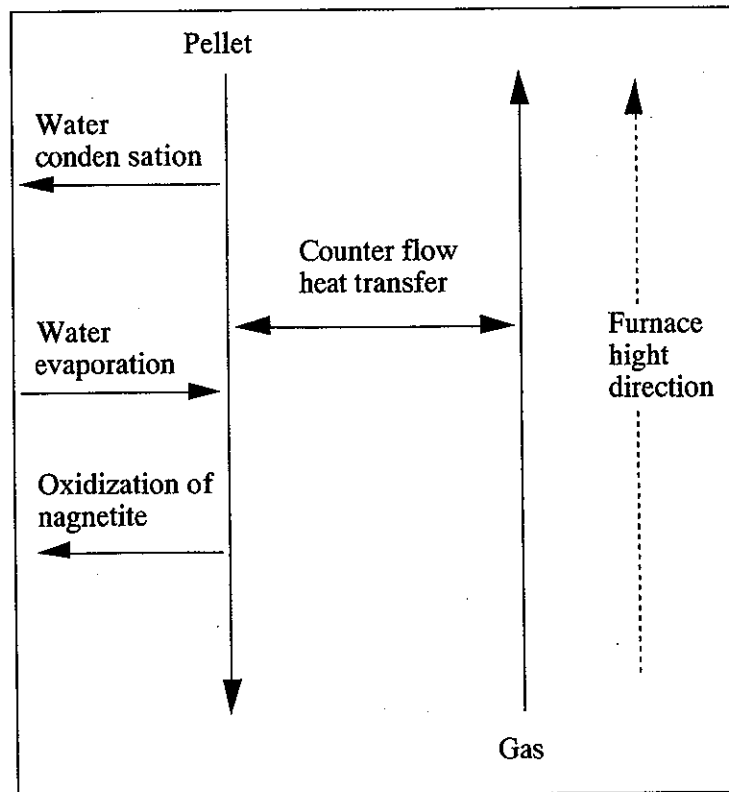 Pellet
Water
conden sation
Counter flow
heat transfer
Water
evaporation
Furnace
hight
direction
Oxidization of
nagnetite
Gas